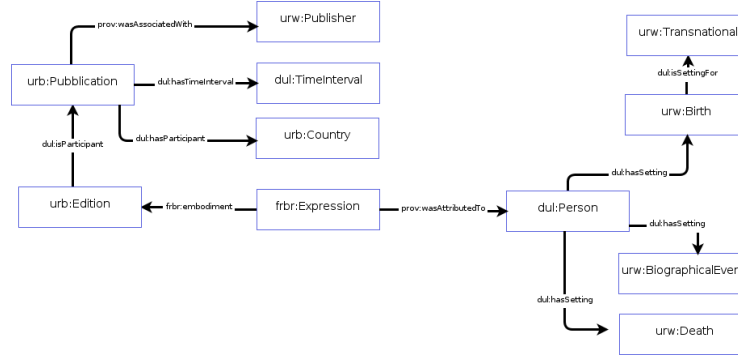 prov:wasAssociatedWith
urw:Publisher
urw:Transnational
urb:Pubblication
dul:hasTimeInterval
dul:TimeInterval
dul:isSettingFor
urw:Birth
dul:hasParticipant
urb:Country
dul:isParticipant
dul:hasSetting
urb:Edition
frbr:embodiment
frbr:Expression
prov:wasAttributedTo
dul:Person
dul:hasSetting
urw:BiographicalEven
dul:hasSetting
urw:Death